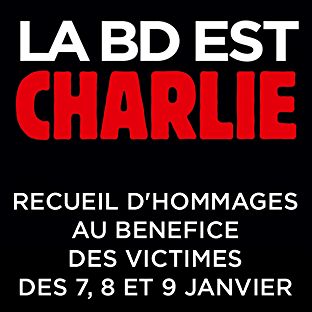 LA BD EST
CHARLIE
RECUEIL D'HOMMAGES
AU BENEFICE
DES VICTIMES
DES 7, 8 ET 9 JANVIER